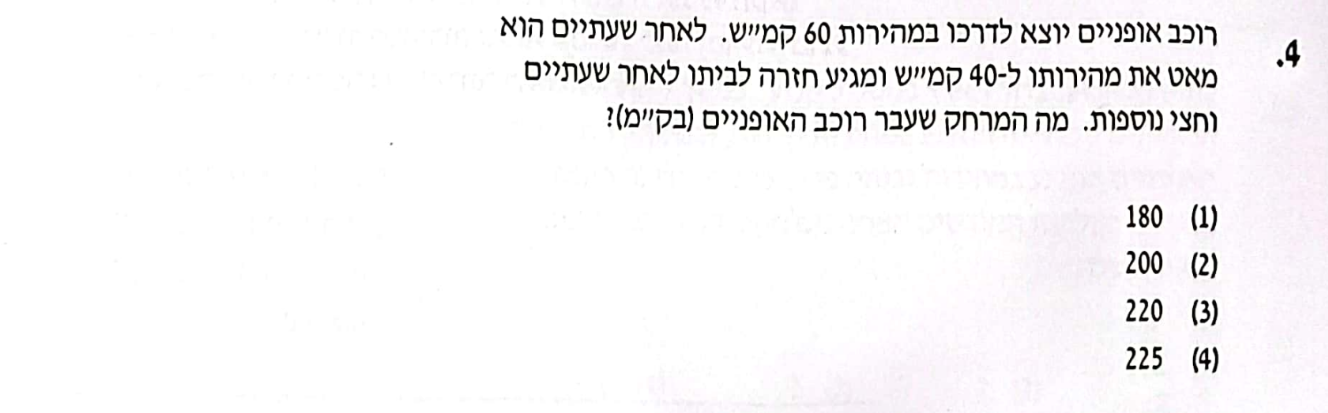 4. רוכב אופניים יוצא לדרכו במהירות 60 קמ״ש. לאחר שעתיים הוא
מאט את מהירותו ל-40 קמ״ש ומגיע חזרה לביתו לאחר שעתיים
וחצי נוספות. מה המרחק שעבר רוכב האופניים (בק״מ)?
(1) 180
(2) 200
(3) 220
(4) 225